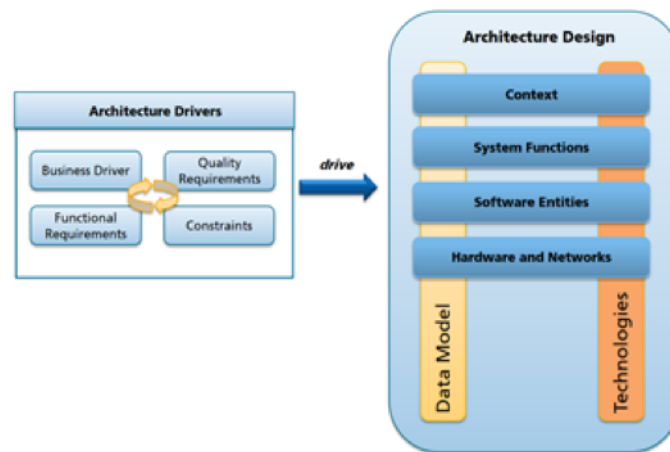 Architecture Drivers
Business Driver
Quality
Requirements
Functional
Requirements
Constraints
drive
Architecture Design
Context
System Functions
Software Entities
Hardware and Networks
Data Model
Technologies